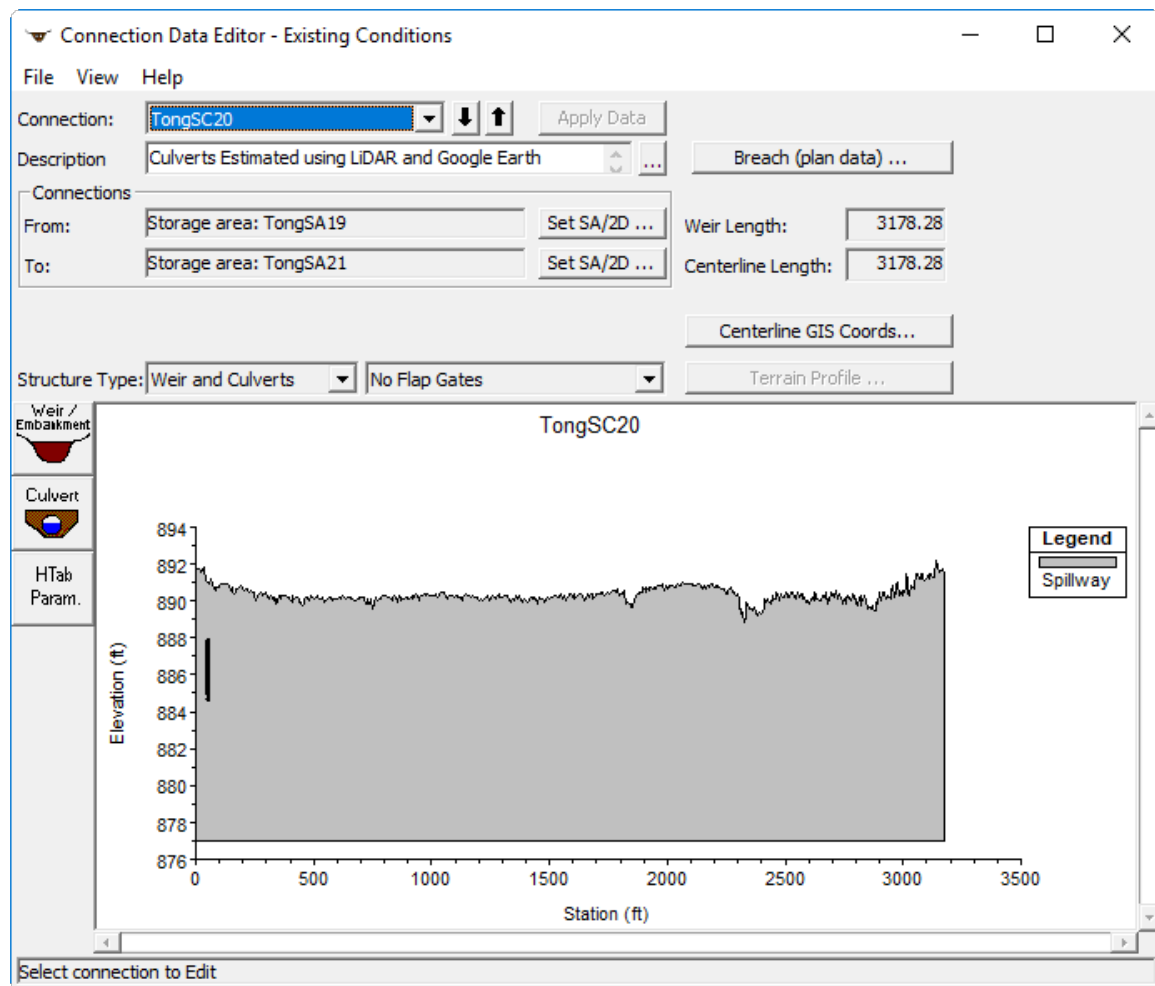 Connection Data Editor - Existing Conditions
File View Help
Connection: TongSC20 Apply Data
Description Culverts Estimated using LiDAR and Google Earth ... Breach (plan data) ...
Connections
From: Storage area: TongSA19 Set SA/2D ... Weir Length: 3178.28
To: Storage area: TongSA21 Set SA/2D ... Centerline Length: 3178.28
Centerline GIS Coords...
Structure Type: Weir and Culverts No Flap Gates Terrain Profile ...
Weir /
Embankment
Culvert
HTab
Param.
TongSC20
894
892
890
888
886
884
882
880
878
876
Elevation (ft)
0 500 1000 1500 2000 2500 3000 3500
Station (ft)
Legend
Spillway
Select connection to Edit